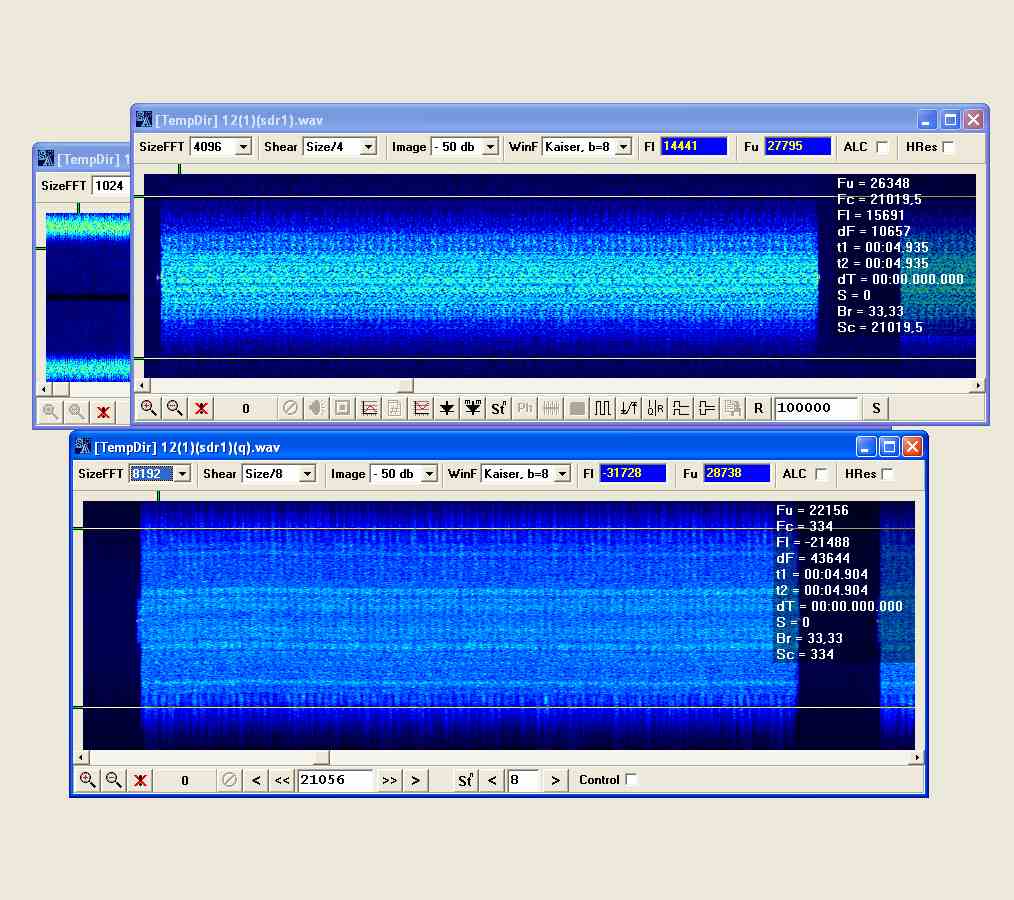 [TempDir] 12(1)(sdr1).wav
SizeFFT 4096 Shear Size/4 Image - 50 db WinF Kaiser, b=8 Fl 14441 Fu 27795 ALC HRes
[TempDir] 1
SizeFFT 1024
Fu = 26348
Fc = 21019,5
Fl = 15691
dF = 10657
t1 = 00:04.935
t2 = 00:04.935
dT = 00:00.000.000
S = 0
Br = 33,33
Sc = 21019,5
0 Ph R 100000 S
[TempDir] 12(1)(sdr1)(q).wav
SizeFFT 8192 Shear Size/8 Image - 50 db WinF Kaiser, b=8 Fl -31728 Fu 28738 ALC HRes
Fu = 22156
Fc = 334
Fl = -21488
dF = 43644
t1 = 00:04.904
t2 = 00:04.904
dT = 00:00.000.000
S = 0
Br = 33,33
Sc = 334
0 < << 21056 >> > < 8 > Control